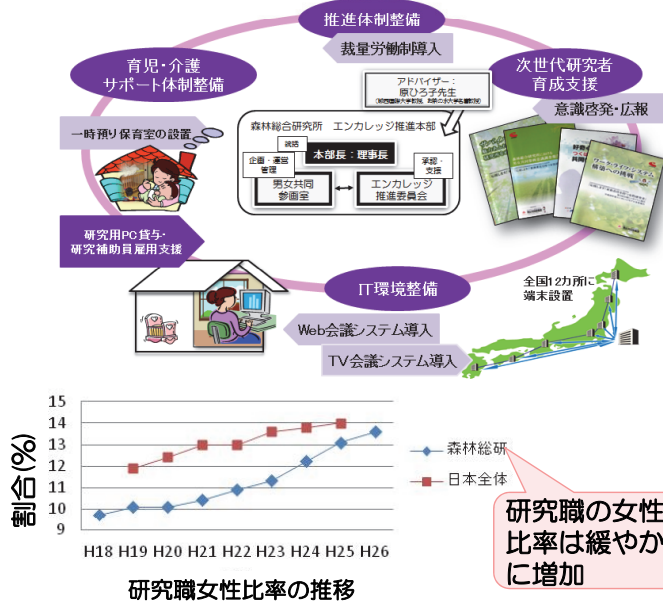 推進体制整備
裁量労働制導入
育児・介護
サポート体制整備
次世代研究者
育成支援
アドバイザー：
原ひろ子先生
意識啓発・広報
一時預り保育室の設置
森林総合研究所　エンカレッジ推進本部
統括
本部長：理事長
企画・運営
管理
承認・
支援
男女共同
参画室
エンカレッジ
推進委員会
研究用PC貸与・
研究補助員雇用支援
IT環境整備
全国12カ所に
端末設置
Web会議システム導入
TV会議システム導入
割合(%)
15
14
13
12
11
10
9
H18 H19 H20 H21 H22 H23 H24 H25 H26
森林総研
日本全体
研究職の女性
比率は緩やか
に増加
研究職女性比率の推移